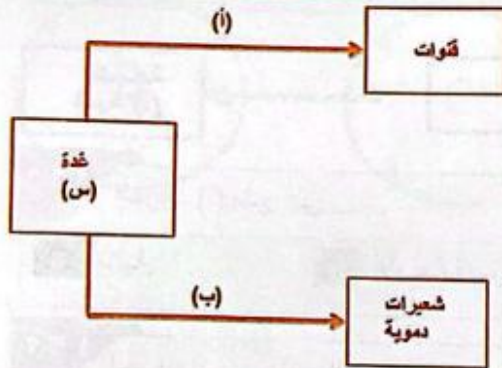 (أ)
قنوات
غدة
(س)
(ب)
شعيرات
دموية